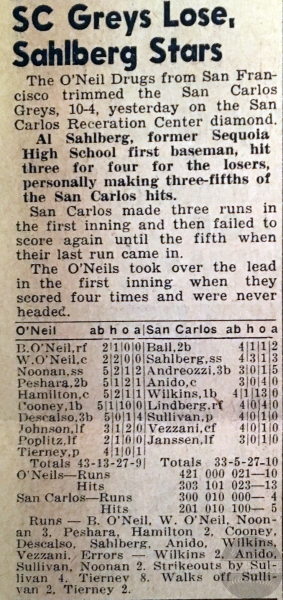 SC Greys Lose,
Sahlberg Stars
The O'Neil Drugs from San Fran-
cisco trimmed the San Carlos
Greys, 10-4, yesterday on the San
Carlos Receration Center diamond.
Al Sahlberg, former Sequoia
High School first baseman, hit
three for four for the losers,
personally making three-fifths of
the San Carlos hits.
San Carlos made three runs in
the first inning and then failed to
score again until the fifth when
their last run came in.
The O'Neils took over the lead
in the first inning when they
scored four times and were never
headed.
O'Neil ab h o a|San Carlos ab h o a
B.O'Neil,rf 2|1|0|0 Ball,2b 4|1|1|2
W.O'Neil,c 2|2|0|0 Sahlberg,ss 4|3|1|3
Noonan,ss 5|2|1|2 Andreozzi,3b 3|0|1|5
Peshara,2b 5|1|2|1 Anido,c 3|0|4|0
Hamilton,c 5|2|1|1 Wilkins,1b 4|1|13|0
Cooney,1b 5|1|10|0 Lindberg,rf 4|0|4|0
Descalso,3b 5|0|1|4 Sullivan,p 4|0|1|0
Johnson,lf 3|1|2|0 Vezzani,cf 4|0|1|0
Poplitz,lf 2|1|0|0 Janssen,lf 3|0|1|0
Tierney,p 4|0|1|
Totals 43-13-27-9| Totals 33-5-27-10
O'Neils—Runs 421 000 021—10
Hits 303 101 023—13
San Carlos—Runs 300 010 000— 4
Hits 201 010 100— 5
Runs — B. O'Neil, W. O'Neil, Noon-
an 3, Peshara, Hamilton 2, Cooney,
Descalso, Sahlberg, Anido, Wilkins,
Vezzani. Errors — Wilkins 2, Anido,
Sullivan, Noonan 2. Strikeouts by Sul-
livan 4, Tierney 8. Walks off Sulli-
van 2, Tierney 2.